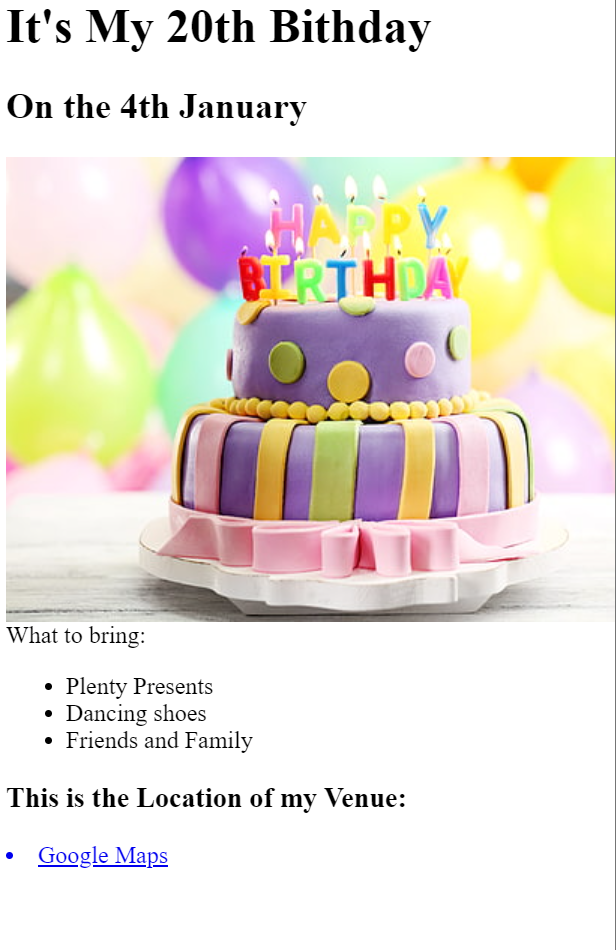 It's My 20th Bithday
On the 4th January
HAPPY
BIRTHDAY
What to bring:
Plenty Presents
Dancing shoes
Friends and Family
This is the Location of my Venue:
Google Maps